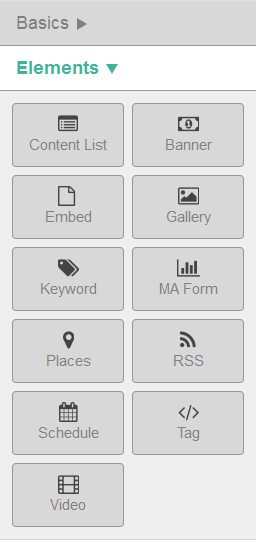 Basics
Elements
Content List
Banner
Embed
Gallery
Keyword
MA Form
Places
RSS
Schedule
Tag
Video